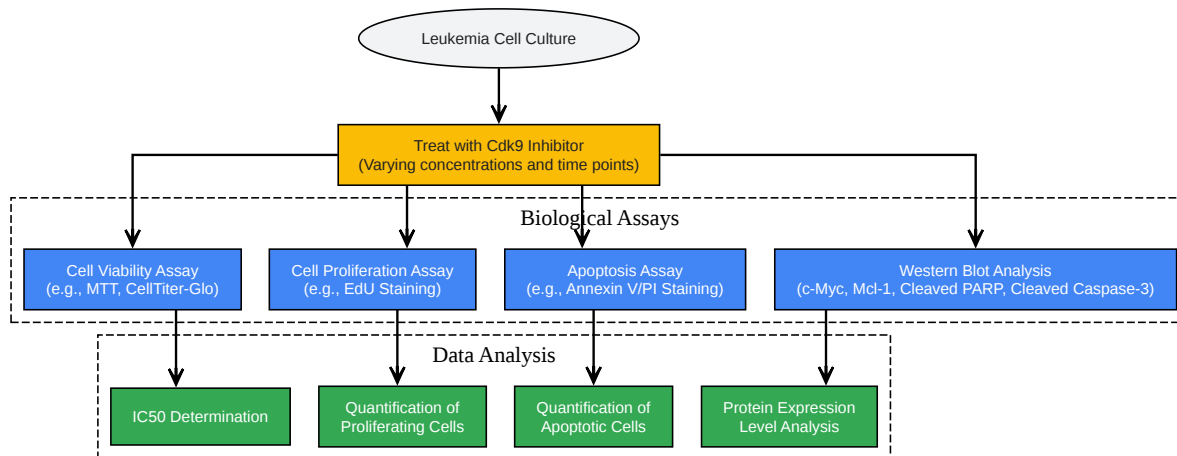 Leukemia Cell Culture
Treat with Cdk9 Inhibitor
(Varying concentrations and time points)
Biological Assays
Cell Viability Assay
(e.g., MTT, CellTiter-Glo)
Cell Proliferation Assay
(e.g., EdU Staining)
Apoptosis Assay
(e.g., Annexin V/PI Staining)
Western Blot Analysis
(c-Myc, Mcl-1, Cleaved PARP, Cleaved Caspase-3)
Data Analysis
IC50 Determination
Quantification of
Proliferating Cells
Quantification of
Apoptotic Cells
Protein Expression
Level Analysis